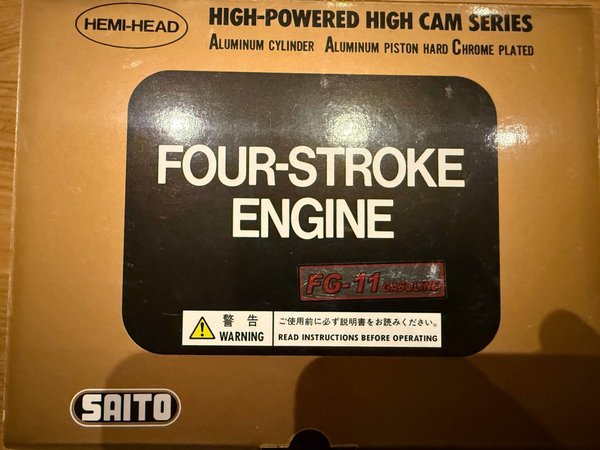 HEMI-HEAD
HIGH-POWERED HIGH CAM SERIES
ALUMINUM CYLINDER ALUMINUM PISTON HARD CHROME PLATED
FOUR-STROKE
ENGINE
FG-11 GASOLINE
警告
WARNING
ご使用前に必ず説明書をお読みください。
READ INSTRUCTIONS BEFORE OPERATING
SAITO